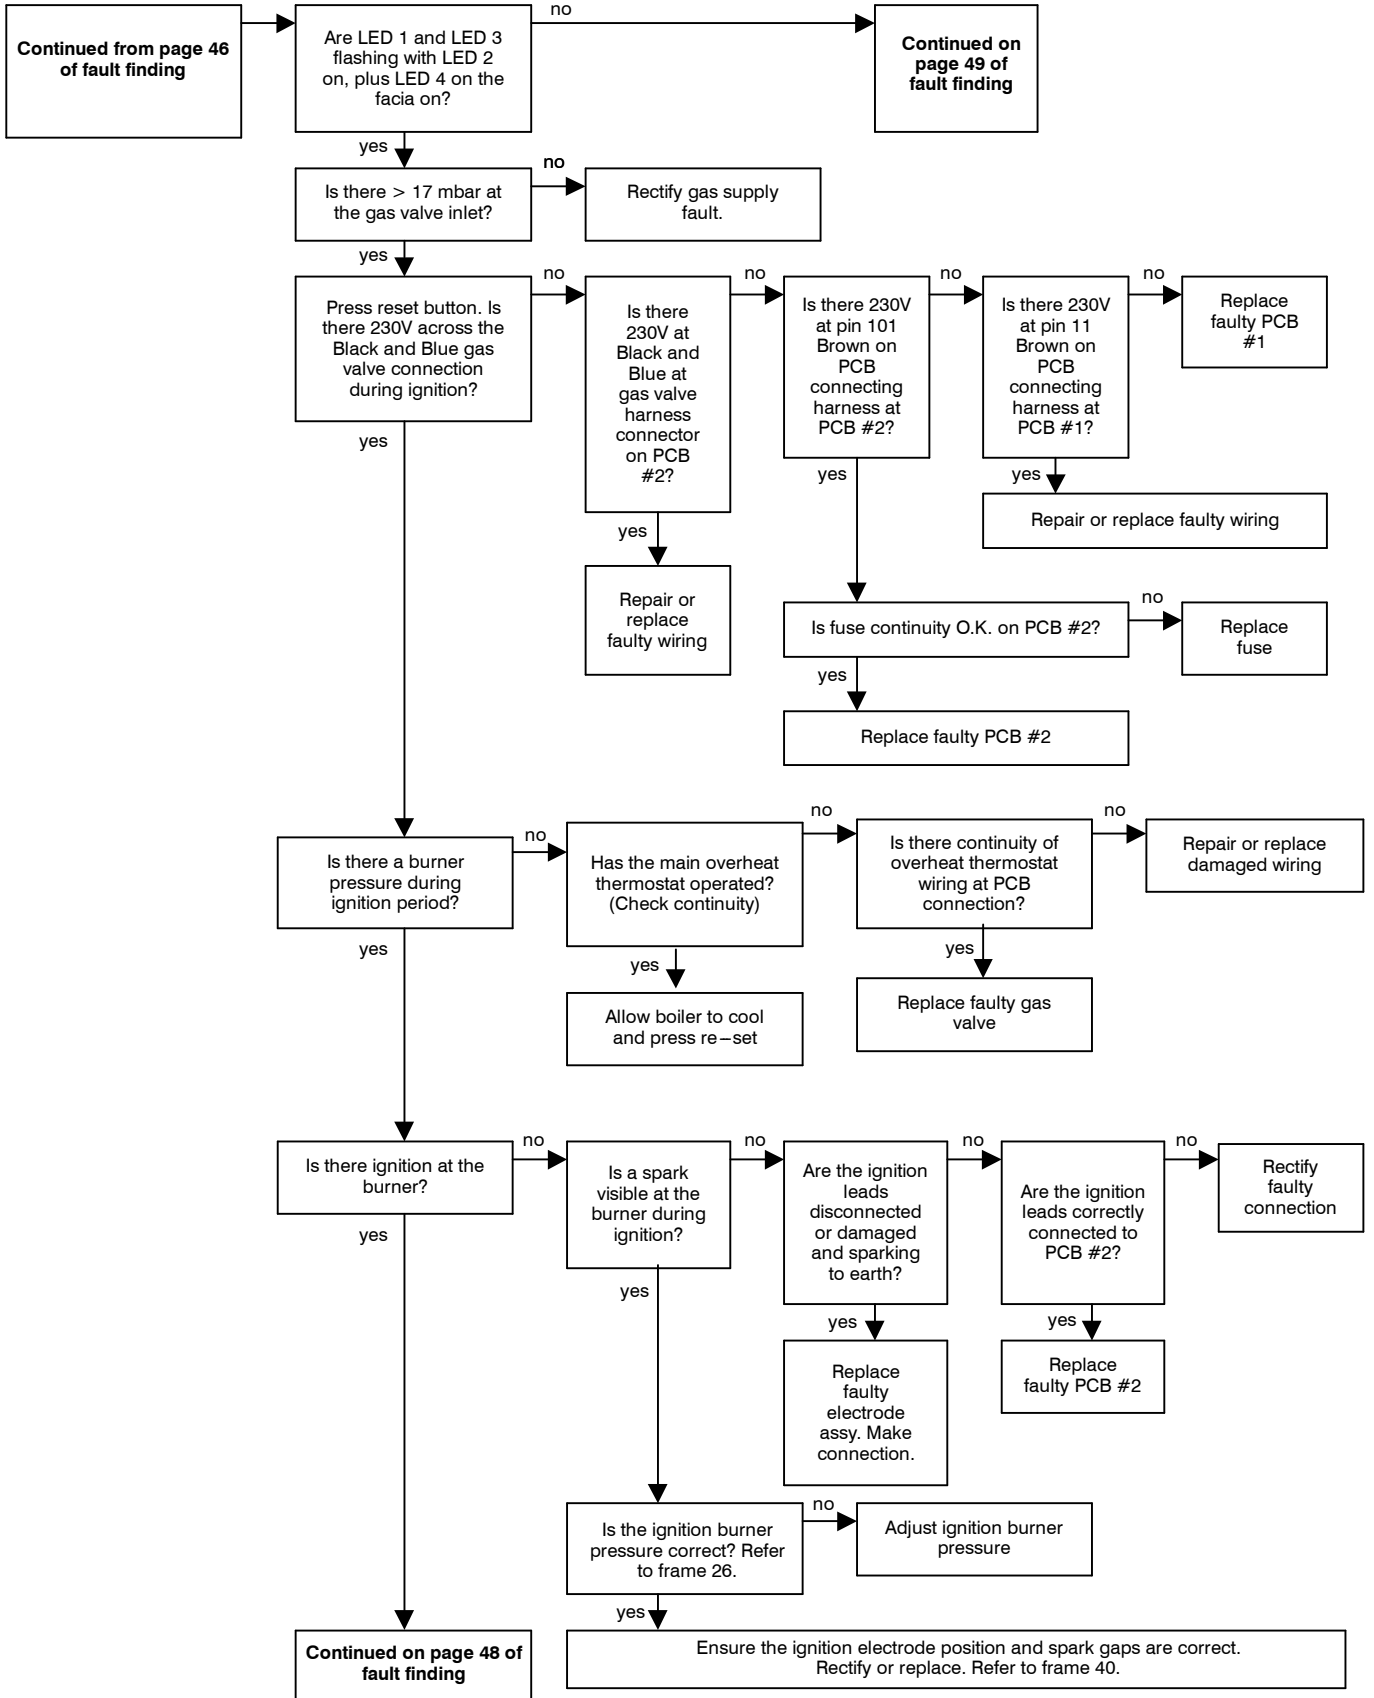 Continued from page 46
of fault finding
Are LED 1 and LED 3
flashing with LED 2
on, plus LED 4 on the
facia on?
no
Continued on
page 49 of
fault finding
yes
Is there > 17 mbar at
the gas valve inlet?
no
Rectify gas supply
fault.
yes
Press reset button. Is
there 230V across the
Black and Blue gas
valve connection
during ignition?
no
Is there
230V at
Black and
Blue at
gas valve
harness
connector
on PCB
#2?
no
Is there 230V
at pin 101
Brown on
PCB
connecting
harness at
PCB #2?
no
Is there 230V
at pin 11
Brown on
PCB
connecting
harness at
PCB #1?
no
Replace
faulty PCB
#1
yes
yes
yes
yes
Repair or replace faulty wiring
Repair or
replace
faulty wiring
Is fuse continuity O.K. on PCB #2?
no
Replace
fuse
yes
Replace faulty PCB #2
Is there a burner
pressure during
ignition period?
no
Has the main overheat
thermostat operated?
(Check continuity)
no
Is there continuity of
overheat thermostat
wiring at PCB
connection?
no
Repair or replace
damaged wiring
yes
yes
yes
Allow boiler to cool
and press re–set
Replace faulty gas
valve
Is there ignition at the
burner?
no
Is a spark
visible at the
burner during
ignition?
no
Are the ignition
leads
disconnected
or damaged
and sparking
to earth?
no
Are the ignition
leads correctly
connected to
PCB #2?
no
Rectify
faulty
connection
yes
yes
yes
yes
Replace
faulty
electrode
assy. Make
connection.
Replace
faulty PCB #2
Is the ignition burner
pressure correct? Refer
to frame 26.
no
Adjust ignition burner
pressure
yes
Continued on page 48 of
fault finding
Ensure the ignition electrode position and spark gaps are correct.
Rectify or replace. Refer to frame 40.